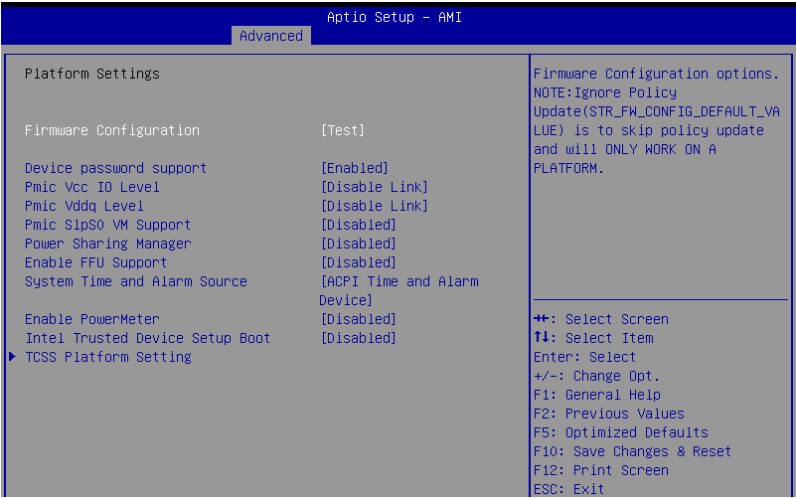 Aptio Setup – AMI
Advanced
Platform Settings
Firmware Configuration [Test]
Device password support [Enabled]
Pmic Vcc IO Level [Disable Link]
Pmic Vddq Level [Disable Link]
Pmic SlpS0 VM Support [Disabled]
Power Sharing Manager [Disabled]
Enable FFU Support [Disabled]
System Time and Alarm Source [ACPI Time and Alarm
Device]
Enable PowerMeter [Disabled]
Intel Trusted Device Setup Boot [Disabled]
TCSS Platform Setting
Firmware Configuration options.
NOTE:Ignore Policy
Update(STR_FW_CONFIG_DEFAULT_VA
LUE) is to skip policy update
and will ONLY WORK ON A
PLATFORM.
→←: Select Screen
↑↓: Select Item
Enter: Select
+/-: Change Opt.
F1: General Help
F2: Previous Values
F5: Optimized Defaults
F10: Save Changes & Reset
F12: Print Screen
ESC: Exit